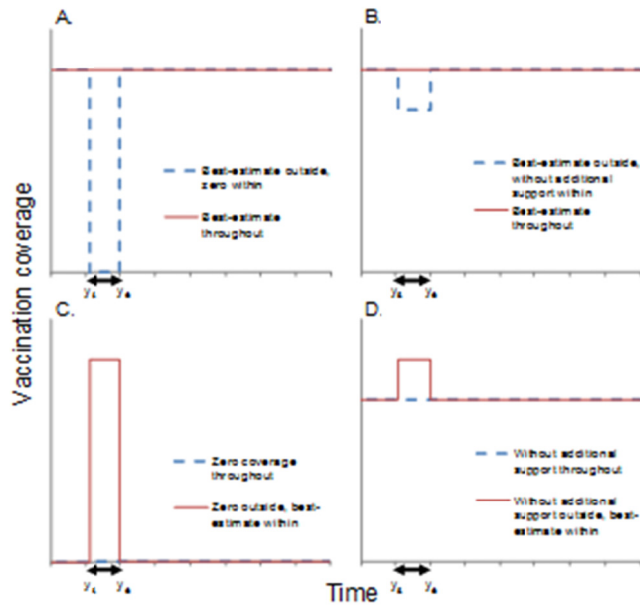 A.
B.
Best-estimate outside,
zero within
Best-estimate
throughout
Best-estimate outside,
without additional
support within
Best-estimate
throughout
Vaccination coverage
C.
D.
Zero coverage
throughout
Zero outside, best-
estimate within
Without additional
support throughout
Without additional
support outside, best-
estimate within
Time